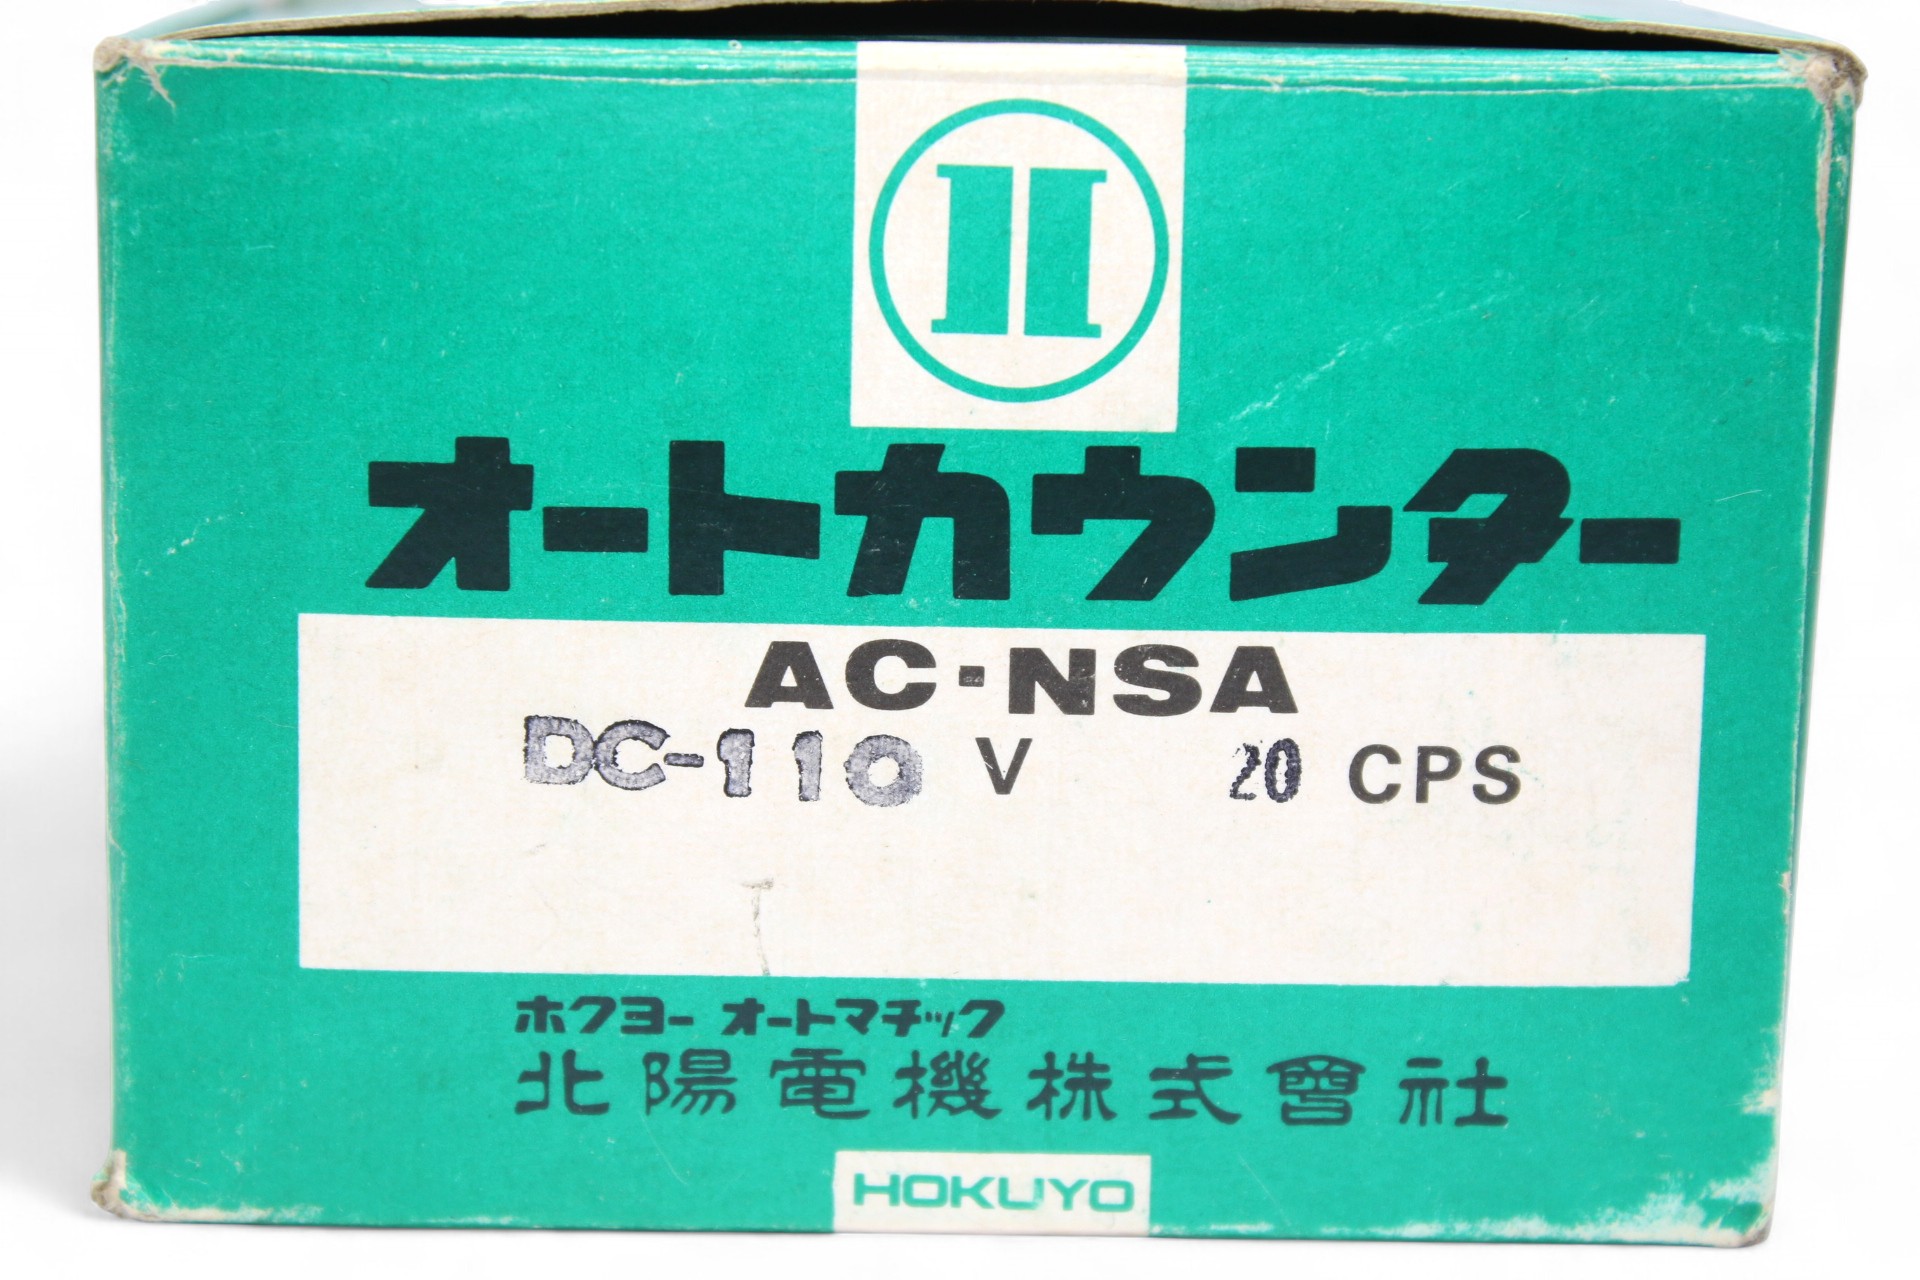 オートカウンター
AC-NSA
DC-110 V 20 CPS
ホクヨー オートマチック
北陽電機株式會社
HOKUYO